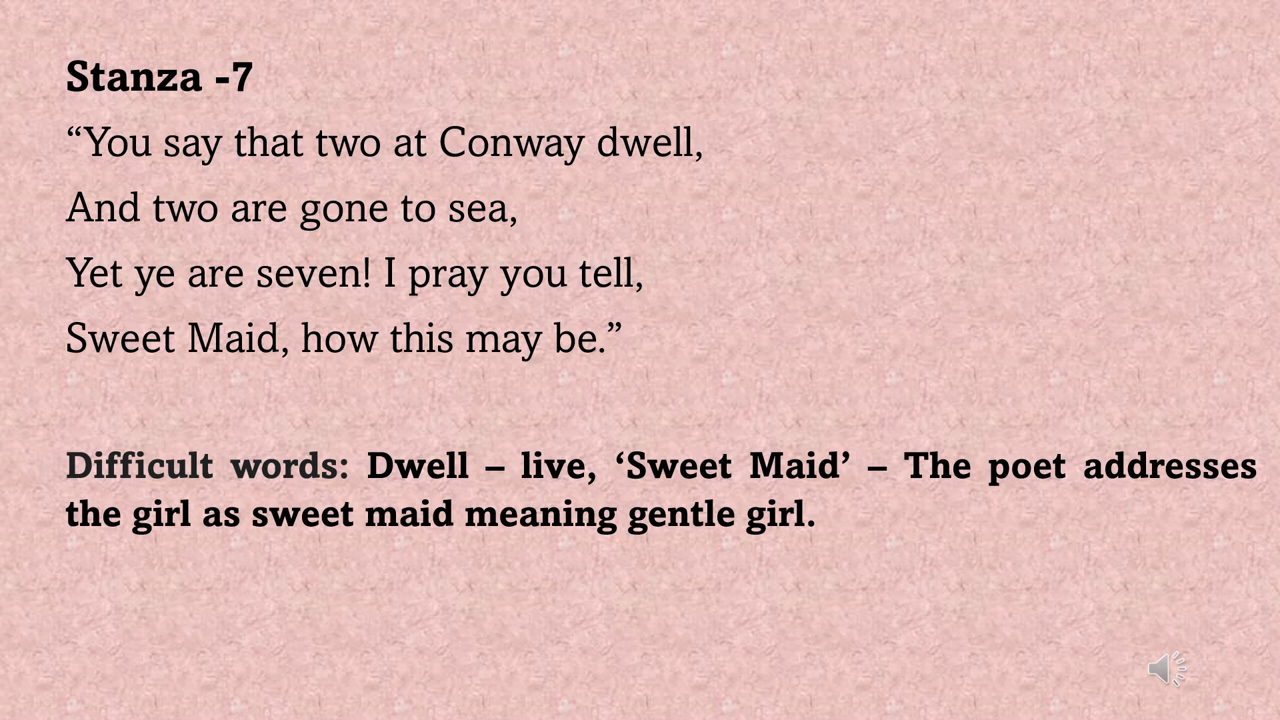 Stanza -7
“You say that two at Conway dwell,
And two are gone to sea,
Yet ye are seven! I pray you tell,
Sweet Maid, how this may be.”
Difficult words: Dwell – live, ‘Sweet Maid’ – The poet addresses
the girl as sweet maid meaning gentle girl.